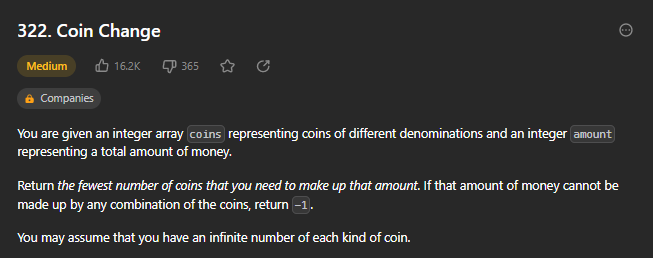 322. Coin Change
Medium 16.2K 365
Companies
You are given an integer array coins representing coins of different denominations and an integer amount
representing a total amount of money.
Return the fewest number of coins that you need to make up that amount. If that amount of money cannot be
made up by any combination of the coins, return -1.
You may assume that you have an infinite number of each kind of coin.